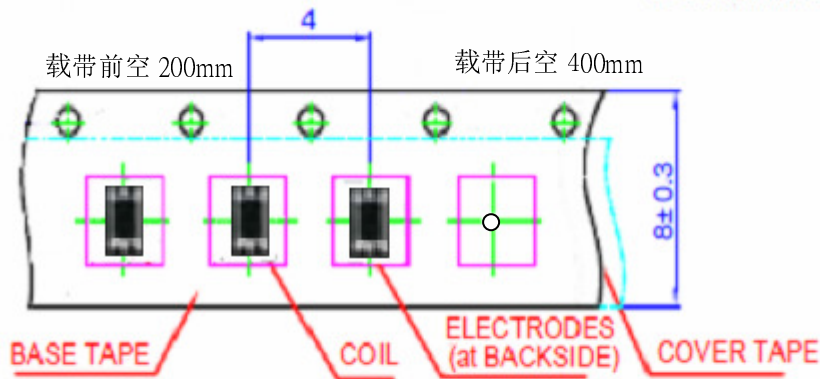 4
载带前空 200mm
载带后空 400mm
8± 0.3
BASE TAPE
COIL
ELECTRODES
(at BACKSIDE)
COVER TAPE